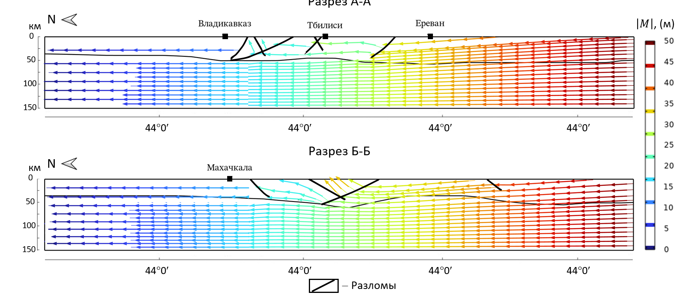 Разрез А-А
N
Владикавказ Тбилиси Ереван
|M|, (м)
км
0
50
100
150
44°0′ 44°0′ 44°0′ 44°0′
50
45
40
35
30
25
22
20
15
10
5
0
Разрез Б-Б
N
Махачкала
км
0
50
100
150
44°0′ 44°0′ 44°0′ 44°0′
– Разломы